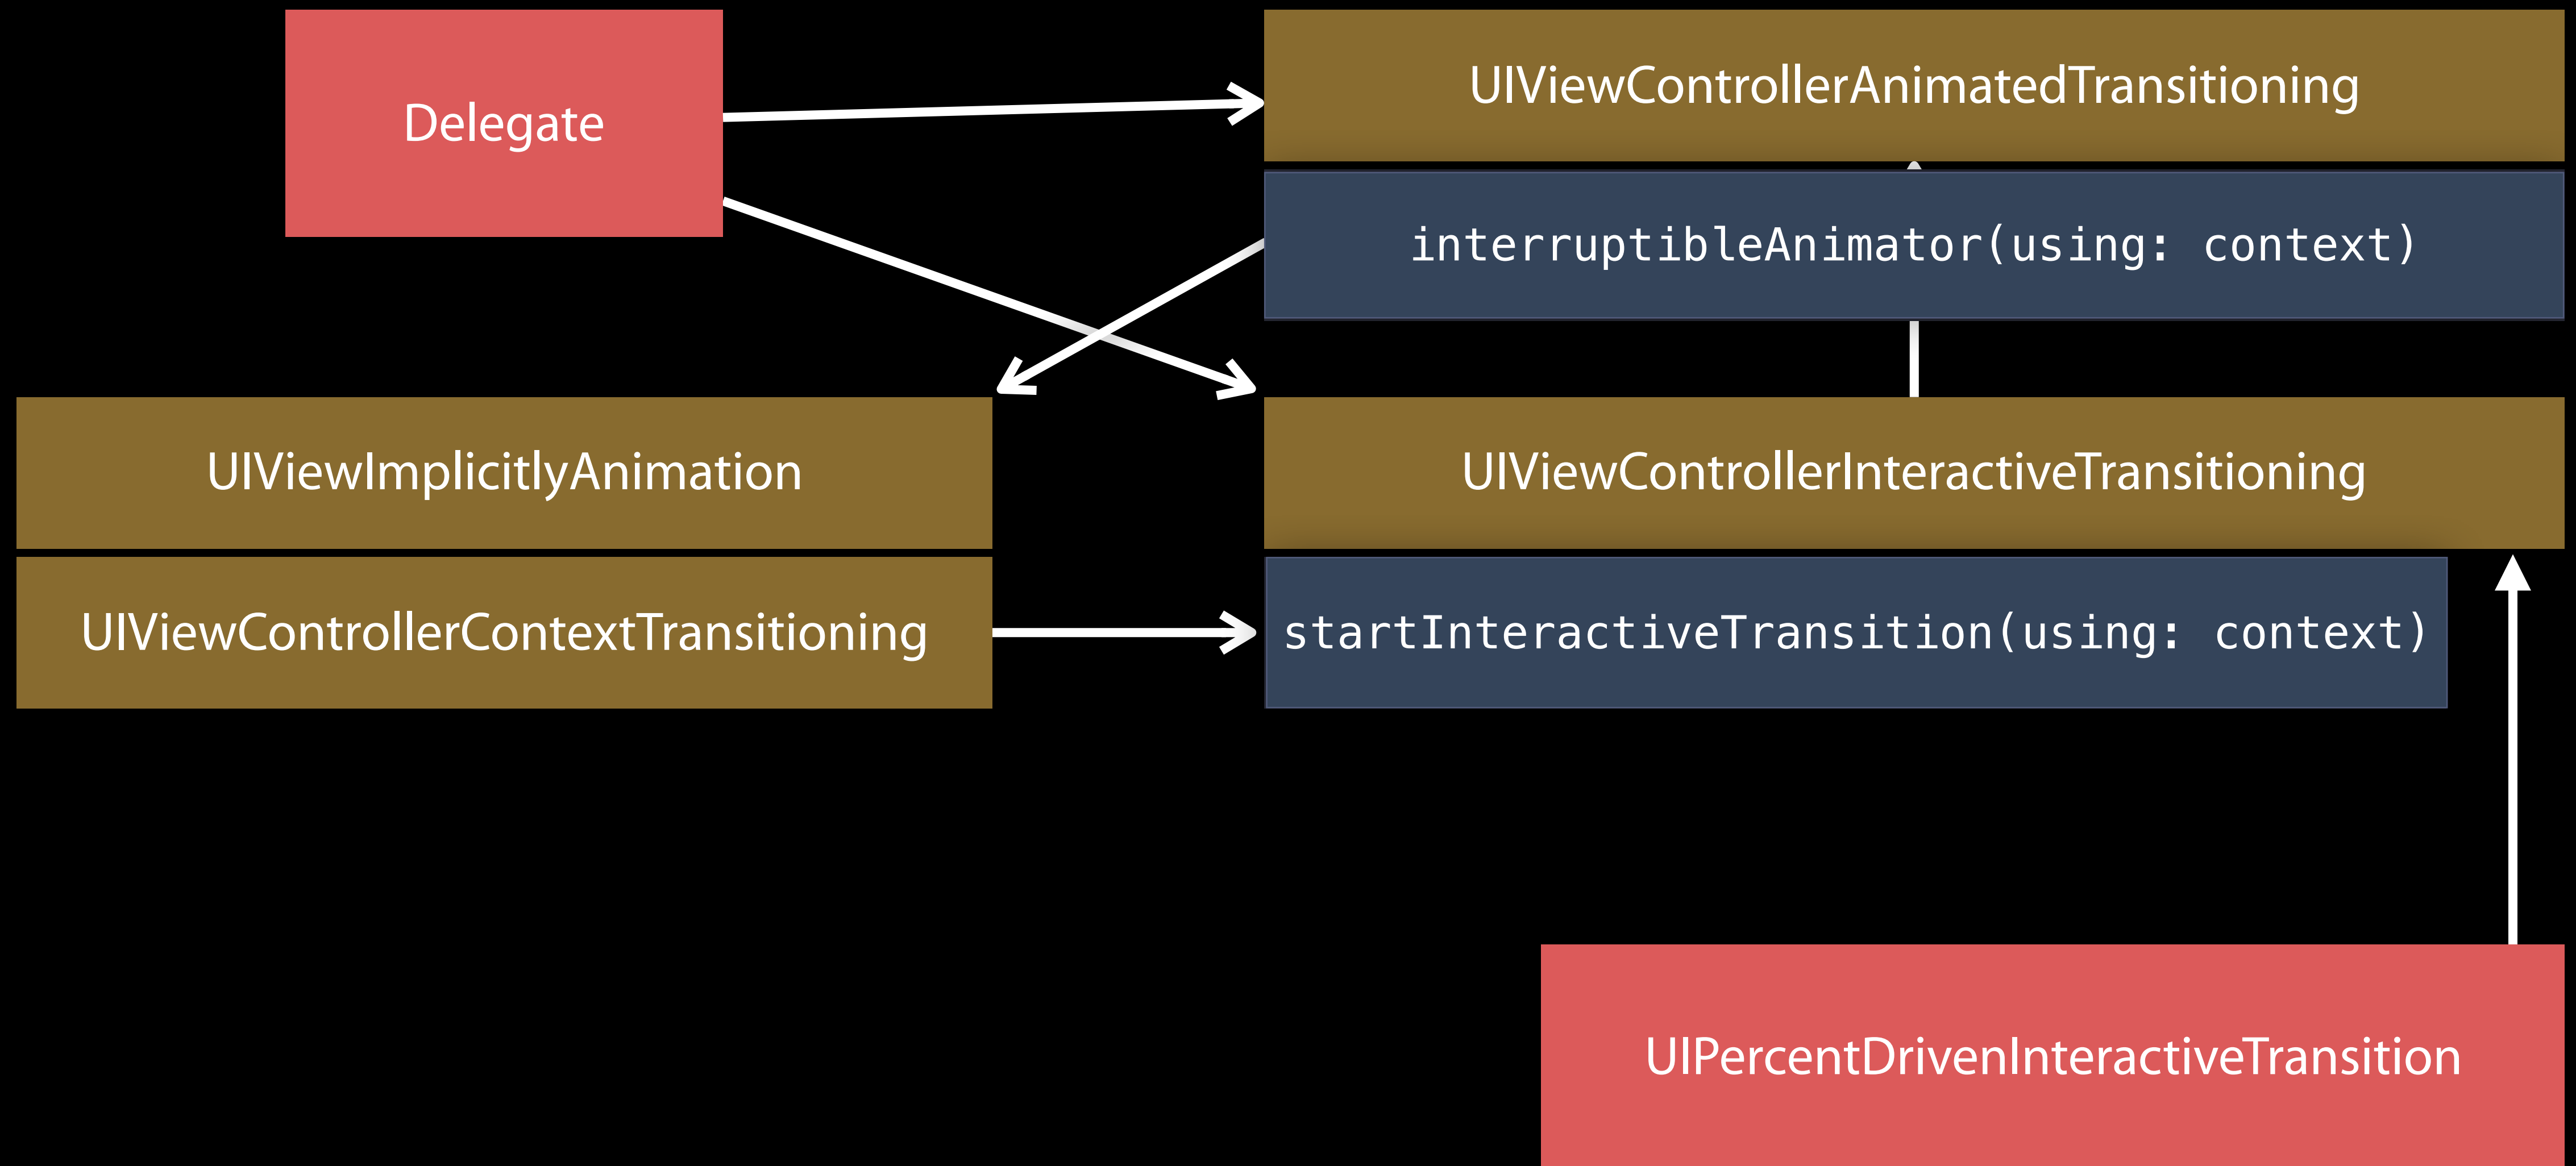 Delegate
UIViewControllerAnimatedTransitioning
interruptibleAnimator(using: context)
UIViewImplicitlyAnimation
UIViewControllerInteractiveTransitioning
UIViewControllerContextTransitioning
startInteractiveTransition(using: context)
UIPercentDrivenInteractiveTransition